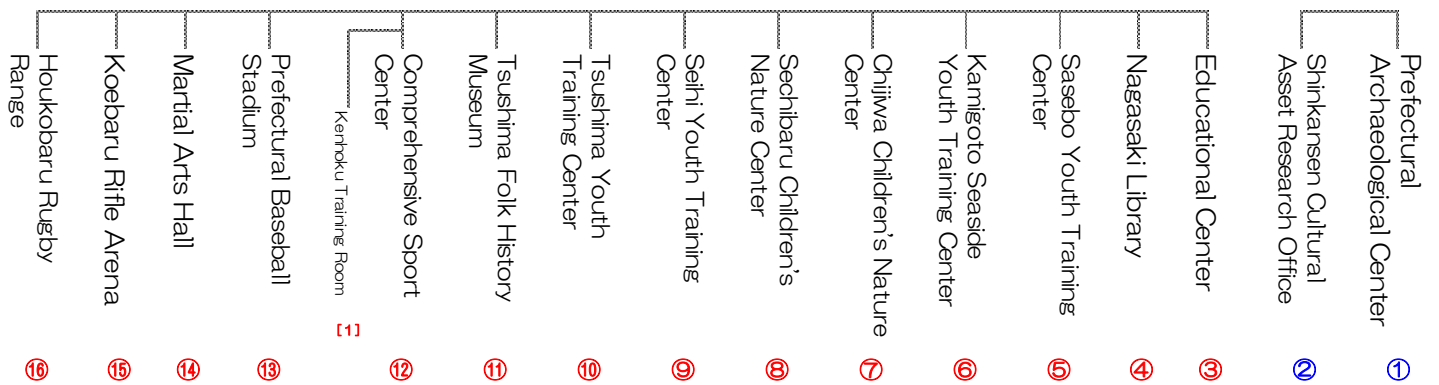 Prefectural
Archaeological Center
①
Shinkansen Cultural
Asset Research Office
②
Educational Center
③
Nagasaki Library
④
Sasebo Youth Training
Center
⑤
Kamigoto Seaside
Youth Training Center
⑥
Chijiwa Children's Nature
Center
⑦
Sechibaru Children's
Nature Center
⑧
Seihi Youth Training
Center
⑨
Tsushima Youth
Training Center
⑩
Tsushima Folk History
Museum
⑪
Comprehensive Sport
Center
⑫
Kenhoku Training Room
[1]
Prefectural Baseball
Stadium
⑬
Martial Arts Hall
⑭
Koebaru Rifle Arena
⑮
Houkobaru Rugby
Range
⑯